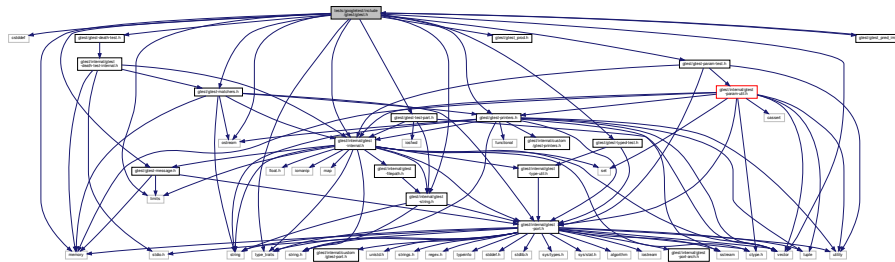 tests/googletest/include
/gtest/gtest.h
cstddef
gtest/gtest-death-test.h
gtest/gtest_prod.h
gtest/internal/gtest-
death-test-internal.h
gtest/gtest-param-test.h
gtest/gtest-matchers.h
gtest/internal/gtest
-param-util.h
ostream
gtest/gtest-test-part.h
gtest/gtest-printers.h
cassert
gtest/internal/gtest
-internal.h
iosfwd
functional
gtest/internal/custom
/gtest-printers.h
gtest/gtest-typed-test.h
gtest/gtest-message.h
float.h
iomanip
map
gtest/internal/gtest
-filepath.h
gtest/internal/gtest
-type-util.h
set
limits
gtest/internal/gtest
-string.h
gtest/internal/gtest
-port.h
memory
string
type_traits
string.h
gtest/internal/custom
/gtest-port.h
unistd.h
strings.h
regex.h
typeinfo
stddef.h
stdlib.h
sys/types.h
sys/stat.h
algorithm
iostream
gtest/internal/gtest
-port-arch.h
ctype.h
vector
tuple
utility